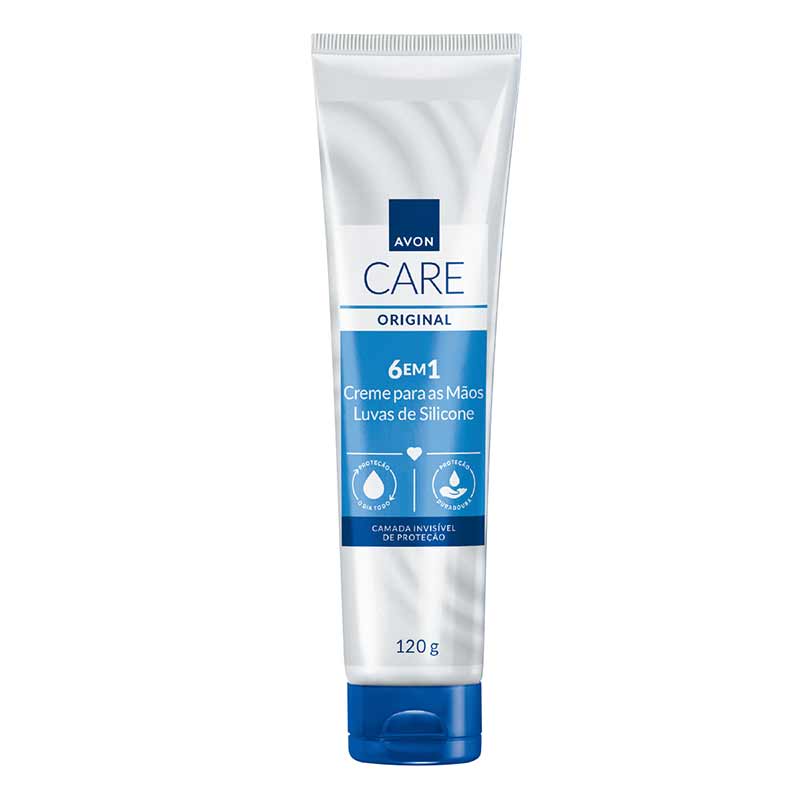 AVON
CARE
ORIGINAL
6EM1
Creme para as Mãos
Luvas de Silicone
PROTEÇÃO
O DIA TODO
PROTEÇÃO
DURADOURA
CAMADA INVISÍVEL
DE PROTEÇÃO
120 g